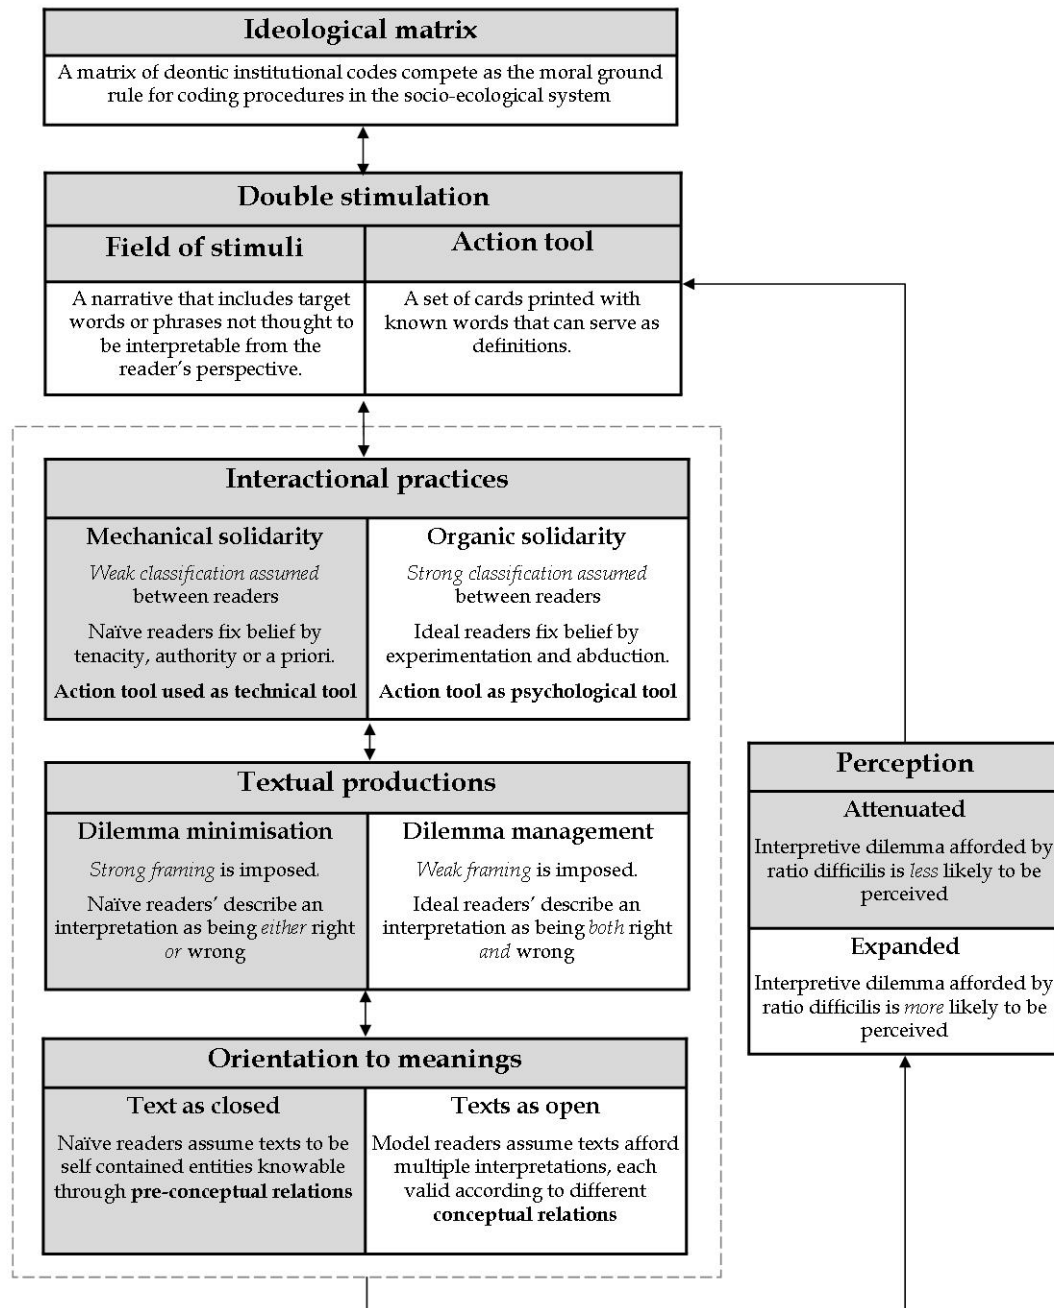 Ideological matrix
A matrix of deontic institutional codes compete as the moral ground
rule for coding procedures in the socio-ecological system
Double stimulation
Field of stimuli
A narrative that includes target
words or phrases not thought to
be interpretable from the
reader's perspective.
Action tool
A set of cards printed with
known words that can serve as
definitions.
Interactional practices
Mechanical solidarity
Weak classification assumed
between readers
Naïve readers fix belief by
tenacity, authority or a priori.
Action tool used as technical tool
Organic solidarity
Strong classification assumed
between readers
Ideal readers fix belief by
experimentation and abduction.
Action tool as psychological tool
Textual productions
Dilemma minimisation
Strong framing is imposed.
Naïve readers' describe an
interpretation as being either right
or wrong
Dilemma management
Weak framing is imposed.
Ideal readers' describe an
interpretation as being both right
and wrong
Orientation to meanings
Text as closed
Naïve readers assume texts to be
self contained entities knowable
through pre-conceptual relations
Texts as open
Model readers assume texts afford
multiple interpretations, each
valid according to different
conceptual relations
Perception
Attenuated
Interpretive dilemma afforded by
ratio difficilis is less likely to be
perceived
Expanded
Interpretive dilemma afforded by
ratio difficilis is more likely to be
perceived